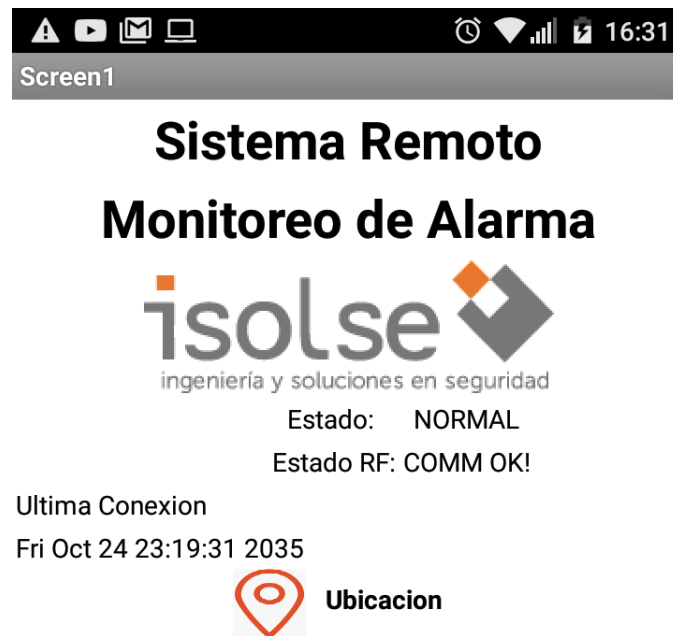 16:31
Screen1
Sistema Remoto
Monitoreo de Alarma
isolse
ingeniería y soluciones en seguridad
Estado: NORMAL
Estado RF: COMM OK!
Ultima Conexion
Fri Oct 24 23:19:31 2035
Ubicacion